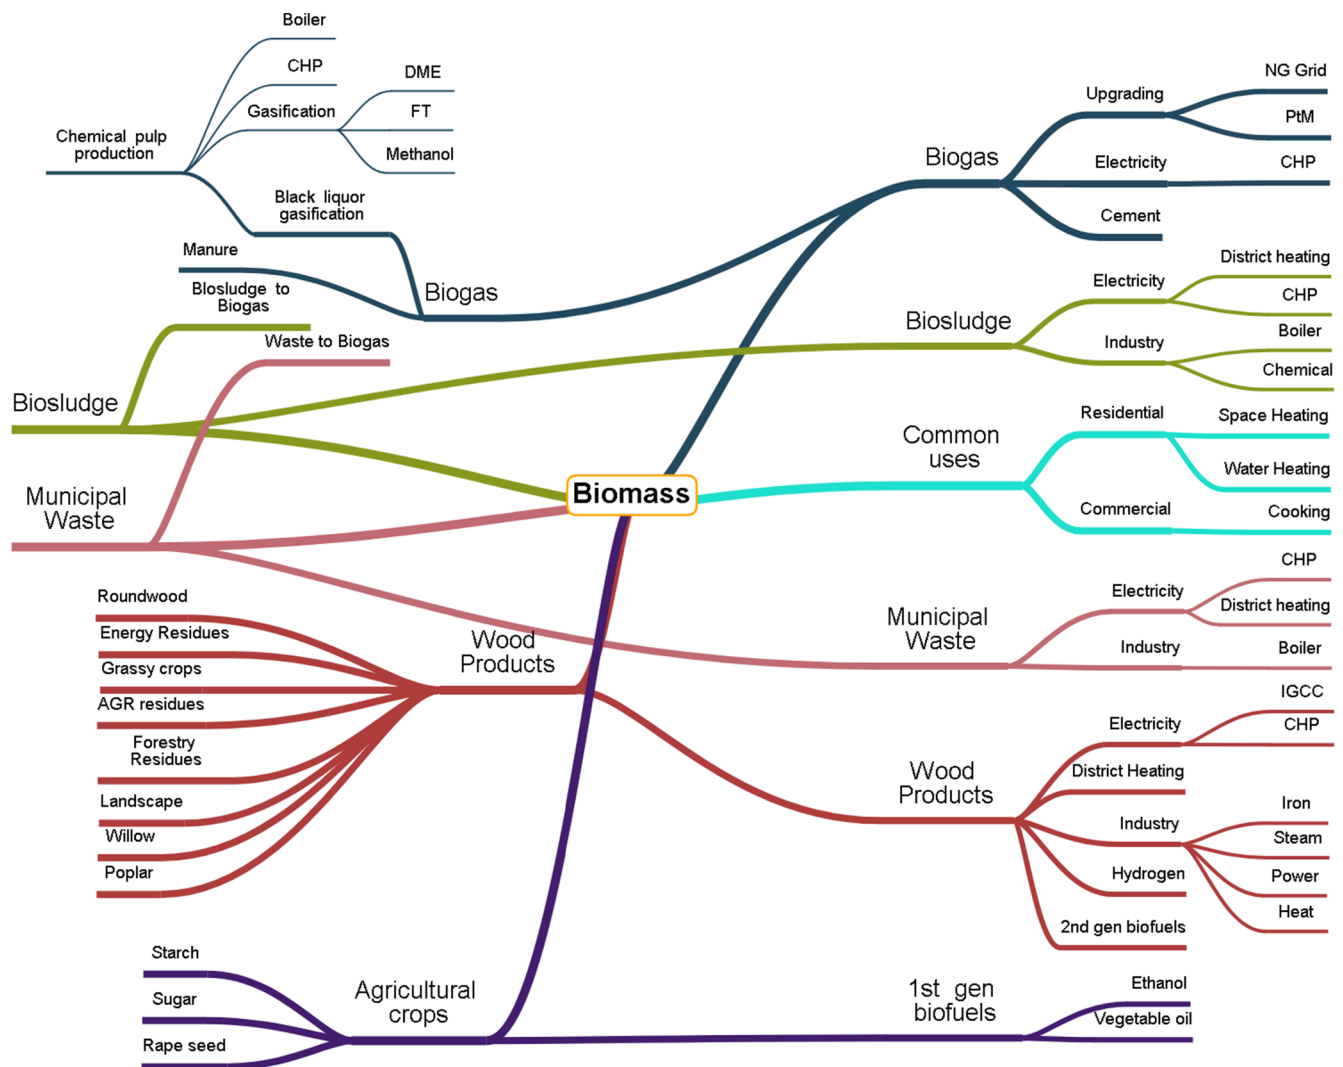 Boiler
CHP
Gasification
DME
FT
Methanol
Chemical pulp
production
Black liquor
gasification
Manure
Biogas
Biosludge to
Biogas
Waste to Biogas
Biosludge
Municipal
Waste
Biomass
Roundwood
Energy Residues
Grassy crops
AGR residues
Forestry
Residues
Landscape
Willow
Poplar
Wood
Products
Starch
Sugar
Rape seed
Agricultural
crops
Biogas
Upgrading
NG Grid
PtM
Electricity
CHP
Cement
Biosludge
Electricity
District heating
CHP
Industry
Boiler
Chemical
Common
uses
Residential
Space Heating
Water Heating
Commercial
Cooking
Municipal
Waste
Electricity
CHP
District heating
Industry
Boiler
Wood
Products
Electricity
IGCC
CHP
District Heating
Industry
Iron
Steam
Power
Heat
Hydrogen
2nd gen biofuels
1st gen
biofuels
Ethanol
Vegetable oil